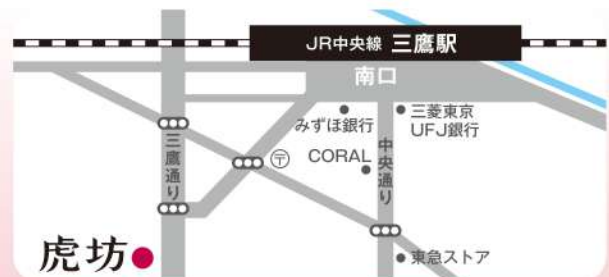 JR中央線 三鷹駅
南口
みずほ銀行
三菱東京
UFJ銀行
三鷹通り
〒
CORAL
中央通り
虎坊
東急ストア